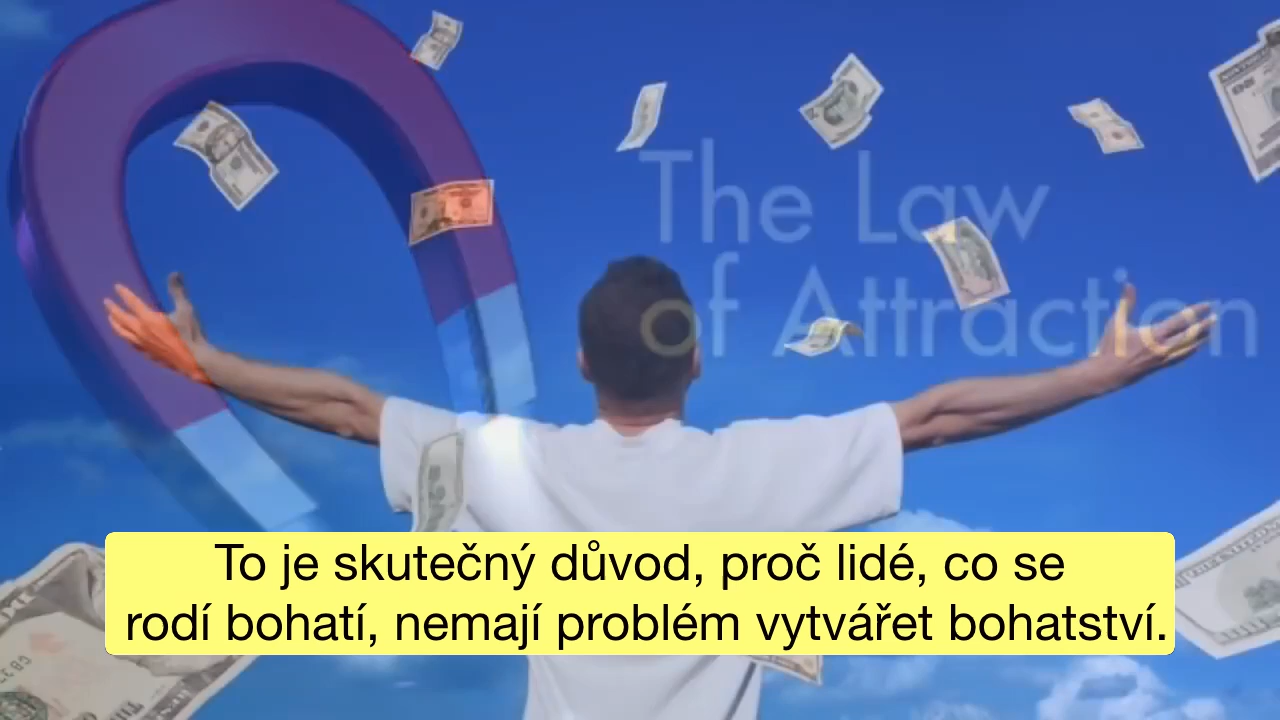 The Law
of Attraction
To je skutečný důvod, proč lidé, co se
rodí bohatí, nemají problém vytvářet bohatství.